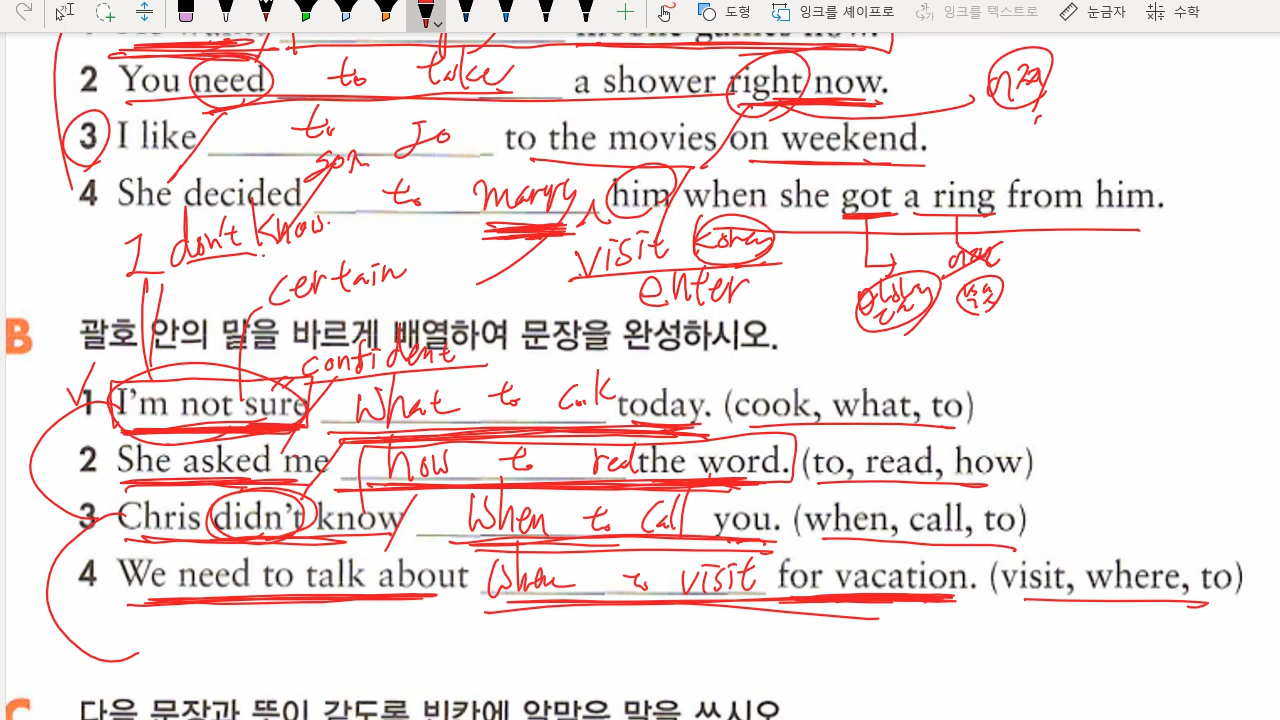 도형 잉크를 셰이프로 잉크를 텍스트로 눈금자 수학
mobile games now.
2 You need to take a shower right now.
3 I like to go to the movies on weekend.
4 She decided to marry him when she got a ring from him.
I don't know.
visit Korea
enter
certain
B 괄호 안의 말을 바르게 배열하여 문장을 완성하시오.
confident
1 I'm not sure what to cook today. (cook, what, to)
2 She asked me how to red the word. (to, read, how)
3 Chris didn't know when to call you. (when, call, to)
4 We need to talk about where to visit for vacation. (visit, where, to)
C 다음 문장과 뜻이 같도록 빈칸에 알맞은 말을 쓰시오